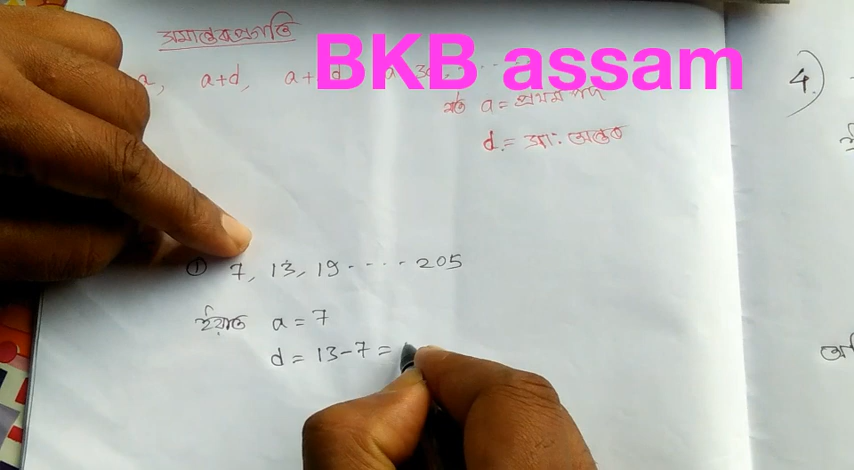 সমান্তৰ প্ৰগতি
BKB assam
a, a+d, a+
যত a = প্ৰথম পদ
d = সা: অন্তৰ
4.
① 7, 13, 19 ..... 205
ইয়াত a = 7
d = 13 - 7 =